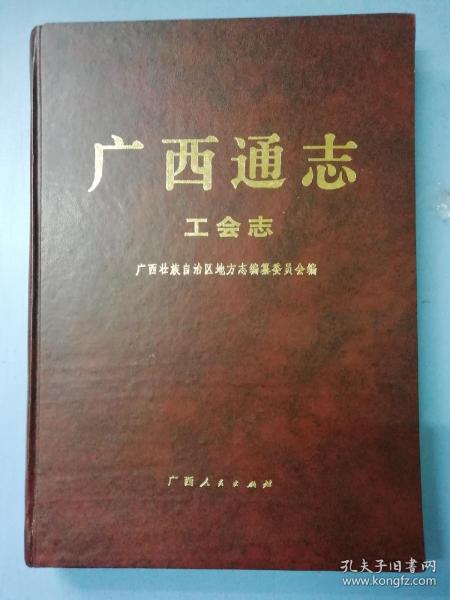 广西通志
工会志
广西壮族自治区地方志编纂委员会编
广西人民出版社
孔夫子旧书网
www.kongfz.com